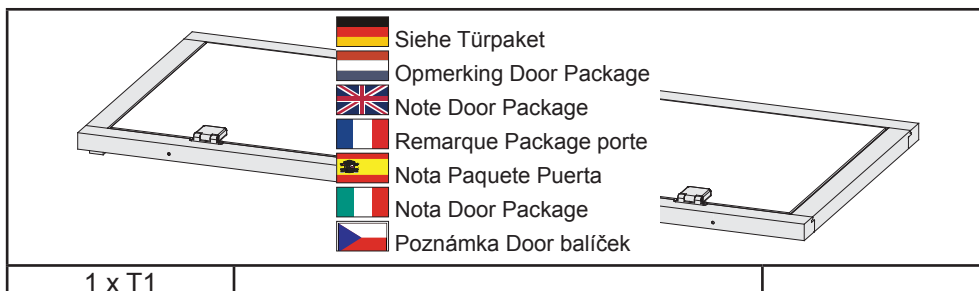 Siehe Türpaket
Opmerking Door Package
Note Door Package
Remarque Package porte
Nota Paquete Puerta
Nota Door Package
Poznámka Door balíček
1 x T1